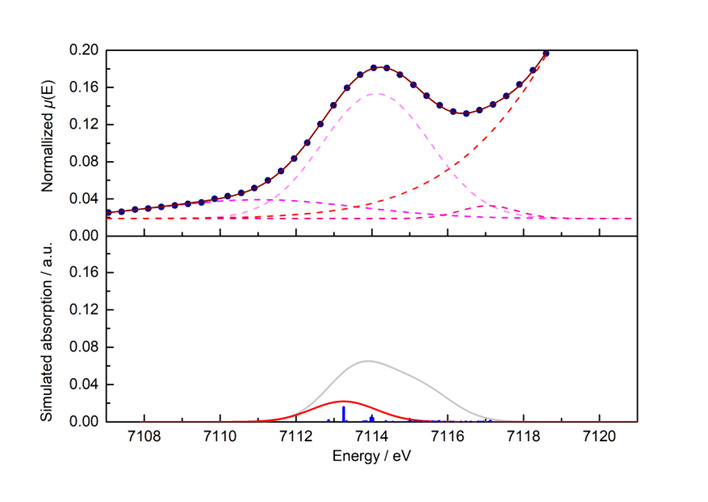 0.20
0.16
0.12
0.08
0.04
0.00
Normallized μ(E)
0.16
0.12
0.08
0.04
0.00
Simulated absorption / a.u.
7108 7110 7112 7114 7116 7118 7120
Energy / eV